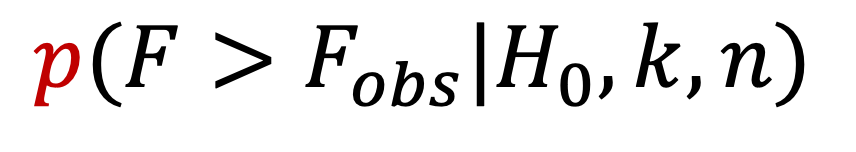 p(F > F_obs|H_0, k, n)